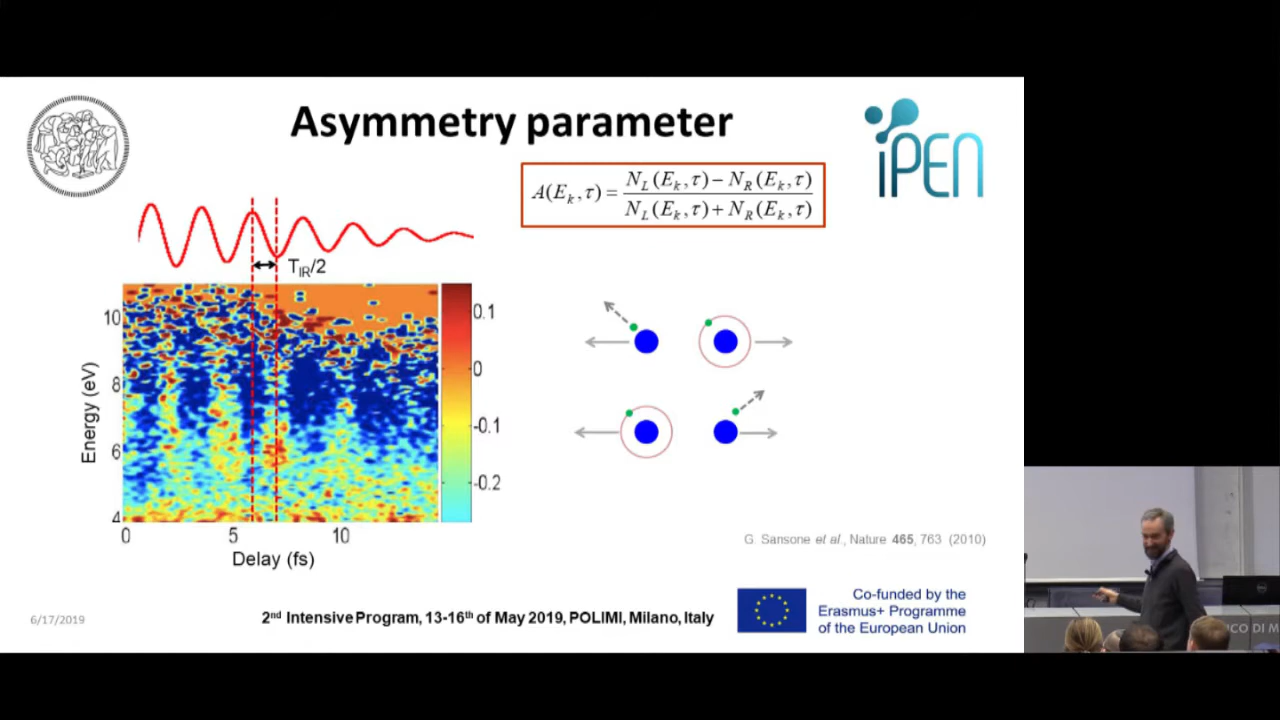 Asymmetry parameter
iPEN
A(E_k,τ) = N_L(E_k,τ) − N_R(E_k,τ) / N_L(E_k,τ) + N_R(E_k,τ)
T_IR/2
10
8
6
4
Energy (eV)
0
5
10
Delay (fs)
0.1
0
-0.1
-0.2
G. Sansone et al., Nature 465, 763 (2010)
6/17/2019
2nd Intensive Program, 13-16th of May 2019, POLIMI, Milano, Italy
Co-funded by the
Erasmus+ Programme
of the European Union
CO DI M